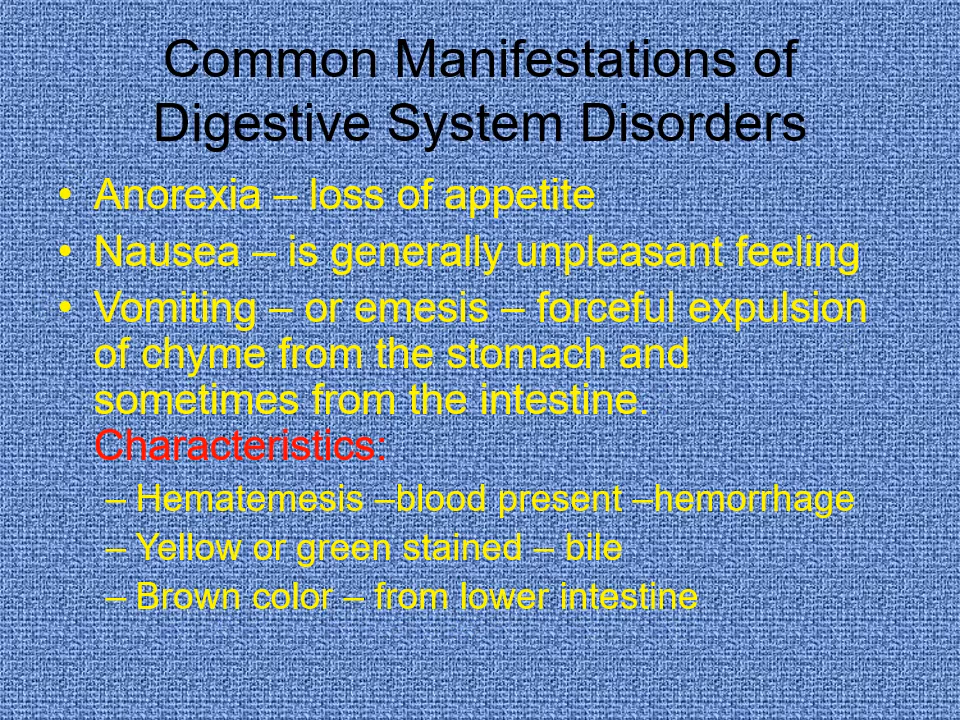 Common Manifestations of
Digestive System Disorders
• Anorexia – loss of appetite
• Nausea – is generally unpleasant feeling
• Vomiting – or emesis – forceful expulsion
of chyme from the stomach and
sometimes from the intestine.
Characteristics:
– Hematemesis –blood present –hemorrhage
– Yellow or green stained – bile
– Brown color – from lower intestine